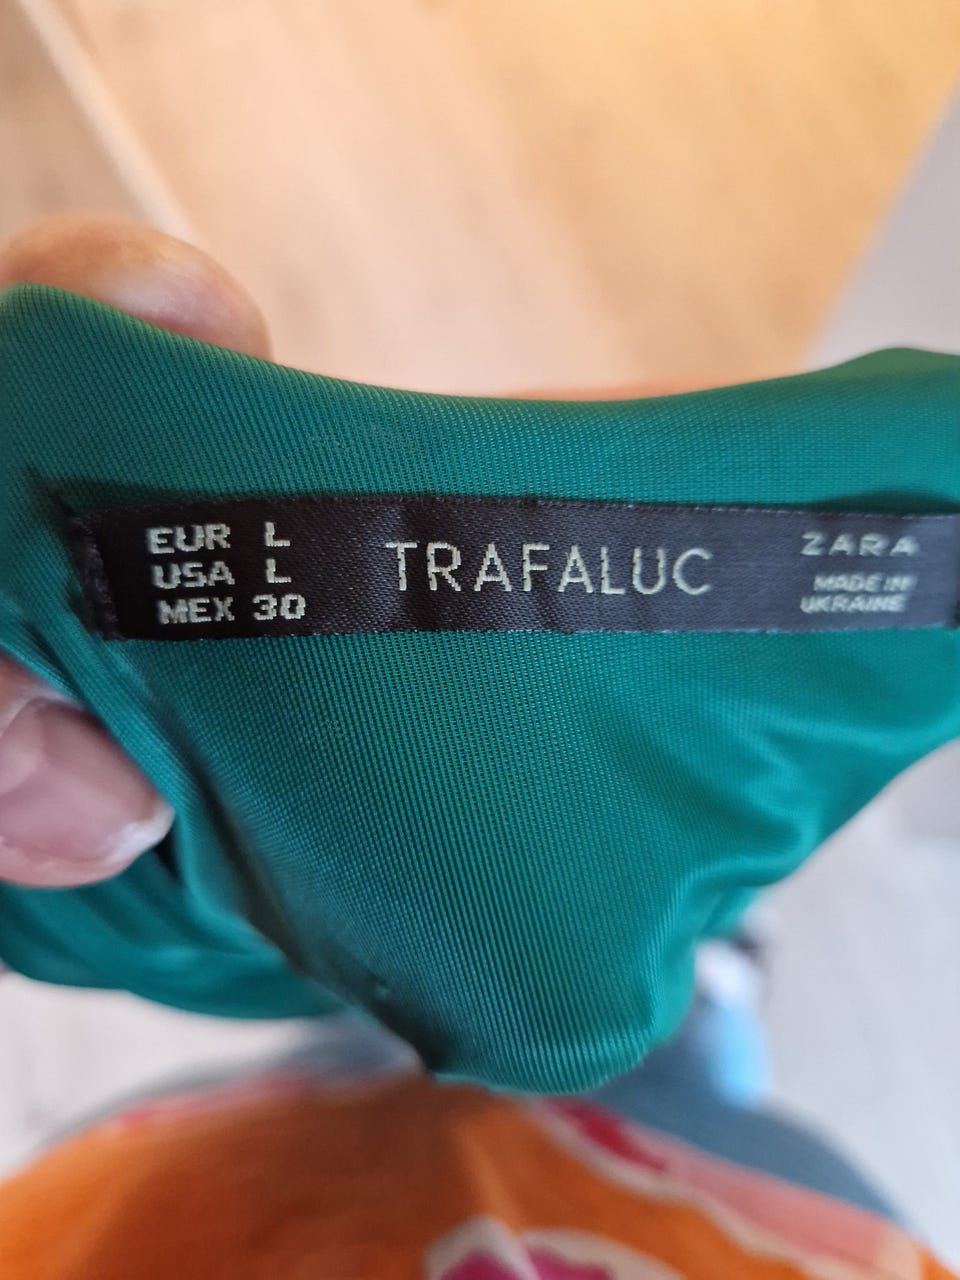 EUR L
USA L
MEX 30
TRAFALUC
ZARA
MADE IN
UKRAINE